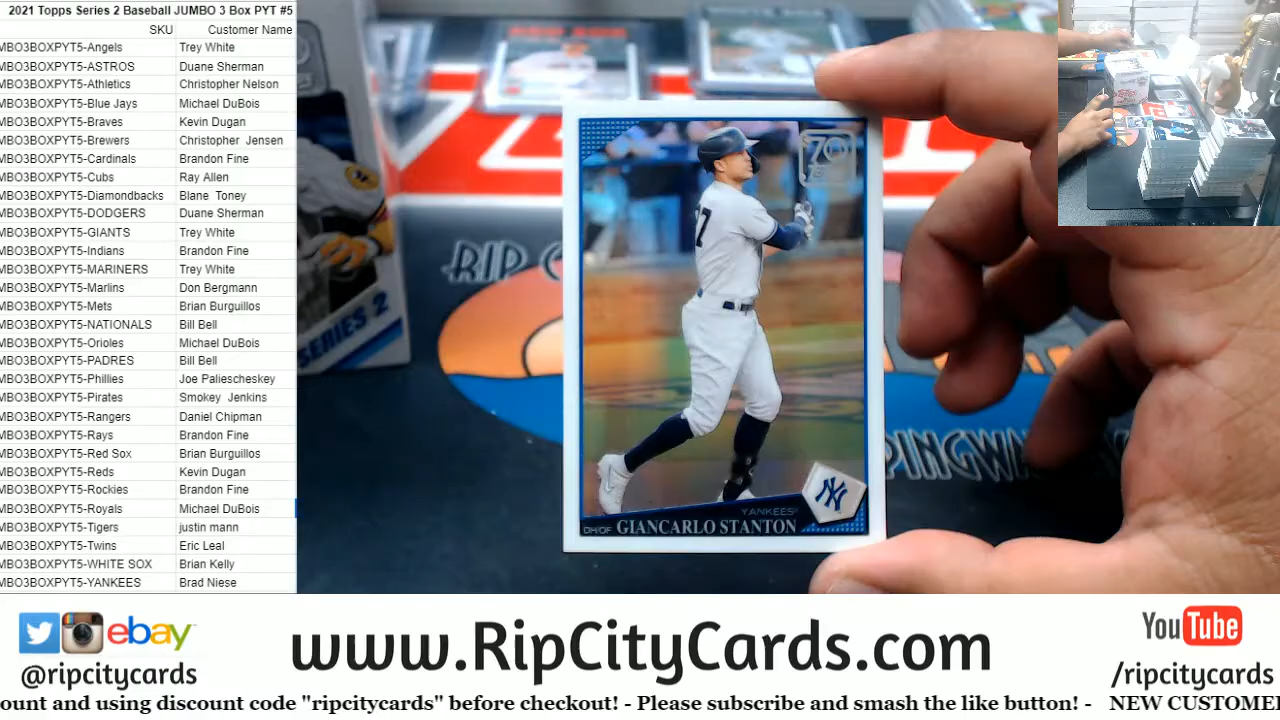 2021 Topps Series 2 Baseball JUMBO 3 Box PYT #5
SKU Customer Name
MBO3BOXPYT5-Angels Trey White
MBO3BOXPYT5-ASTROS Duane Sherman
MBO3BOXPYT5-Athletics Christopher Nelson
MBO3BOXPYT5-Blue Jays Michael DuBois
MBO3BOXPYT5-Braves Kevin Dugan
MBO3BOXPYT5-Brewers Christopher Jensen
MBO3BOXPYT5-Cardinals Brandon Fine
MBO3BOXPYT5-Cubs Ray Allen
MBO3BOXPYT5-Diamondbacks Blane Toney
MBO3BOXPYT5-DODGERS Duane Sherman
MBO3BOXPYT5-GIANTS Trey White
MBO3BOXPYT5-Indians Brandon Fine
MBO3BOXPYT5-MARINERS Trey White
MBO3BOXPYT5-Marlins Don Bergmann
MBO3BOXPYT5-Mets Brian Burguillos
MBO3BOXPYT5-NATIONALS Bill Bell
MBO3BOXPYT5-Orioles Michael DuBois
MBO3BOXPYT5-PADRES Bill Bell
MBO3BOXPYT5-Phillies Joe Paliescheskey
MBO3BOXPYT5-Pirates Smokey Jenkins
MBO3BOXPYT5-Rangers Daniel Chipman
MBO3BOXPYT5-Rays Brandon Fine
MBO3BOXPYT5-Red Sox Brian Burguillos
MBO3BOXPYT5-Reds Kevin Dugan
MBO3BOXPYT5-Rockies Brandon Fine
MBO3BOXPYT5-Royals Michael DuBois
MBO3BOXPYT5-Tigers justin mann
MBO3BOXPYT5-Twins Eric Leal
MBO3BOXPYT5-WHITE SOX Brian Kelly
MBO3BOXPYT5-YANKEES Brad Niese
SERIES 2
RIP C
PINGW
70
7
NY
YANKEES
DH/OF GIANCARLO STANTON
ebay
@ripcitycards
www.RipCityCards.com
YouTube
/ripcitycards
ount and using discount code "ripcitycards" before checkout! - Please subscribe and smash the like button! - NEW CUSTOME